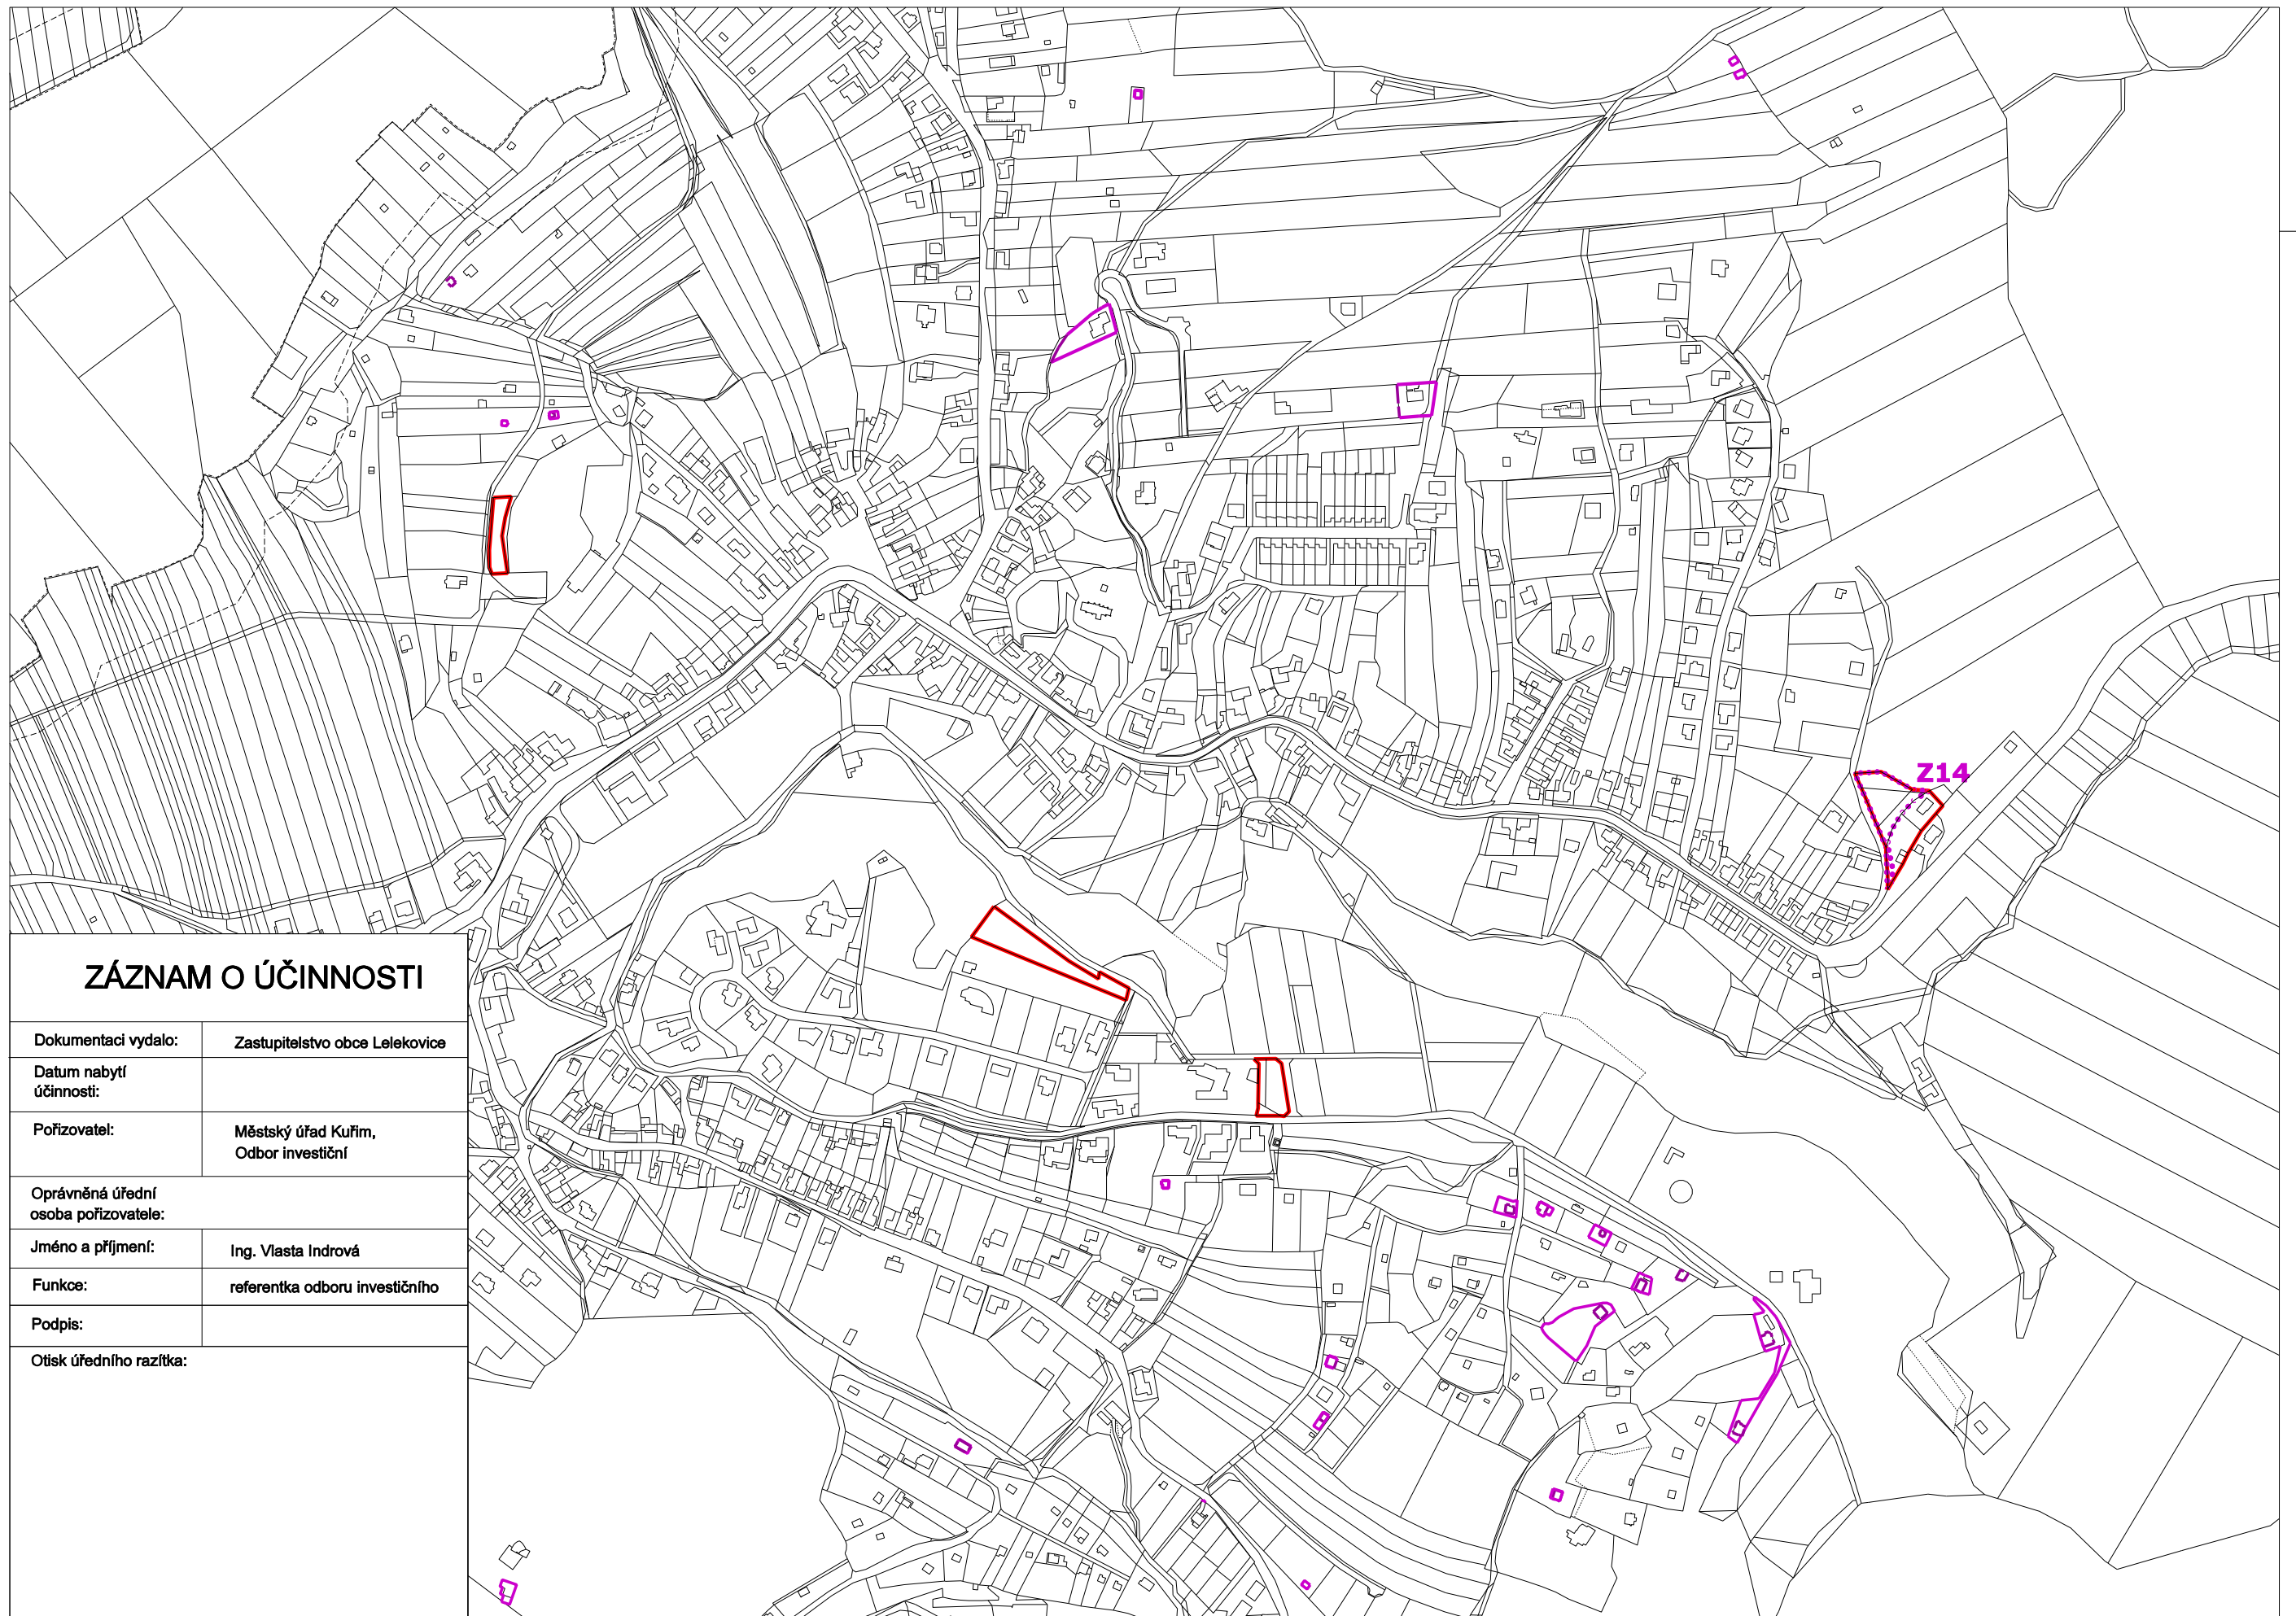 Z14
ZÁZNAM O ÚČINNOSTI
Dokumentaci vydalo: Zastupitelstvo obce Lelekovice
Datum nabytí
účinnosti:
Pořizovatel: Městský úřad Kuřim,
Odbor investiční
Oprávněná úřední
osoba pořizovatele:
Jméno a příjmení: Ing. Vlasta Indrová
Funkce: referentka odboru investičního
Podpis:
Otisk úředního razítka: